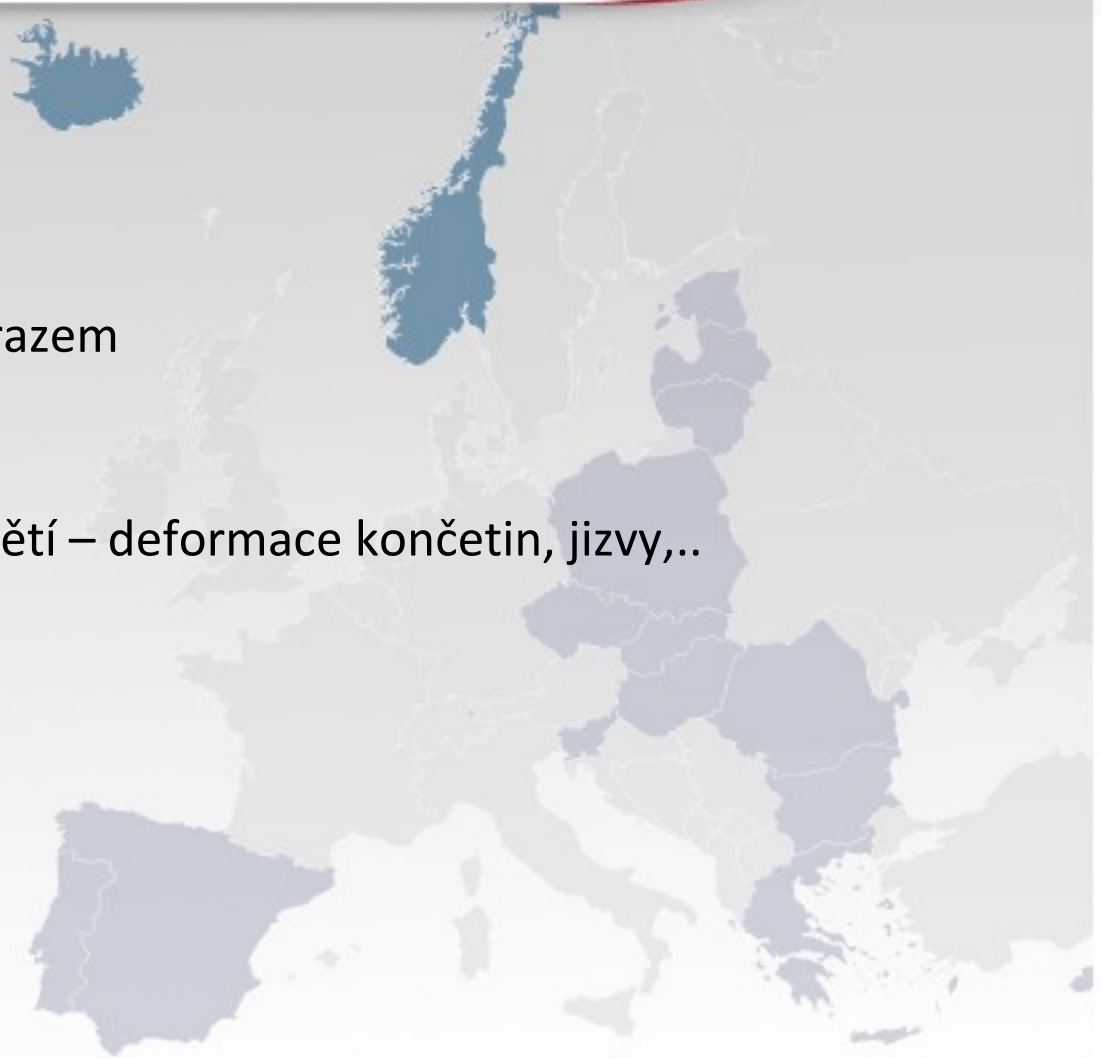 razem
ětí – deformace končetin, jizvy,..